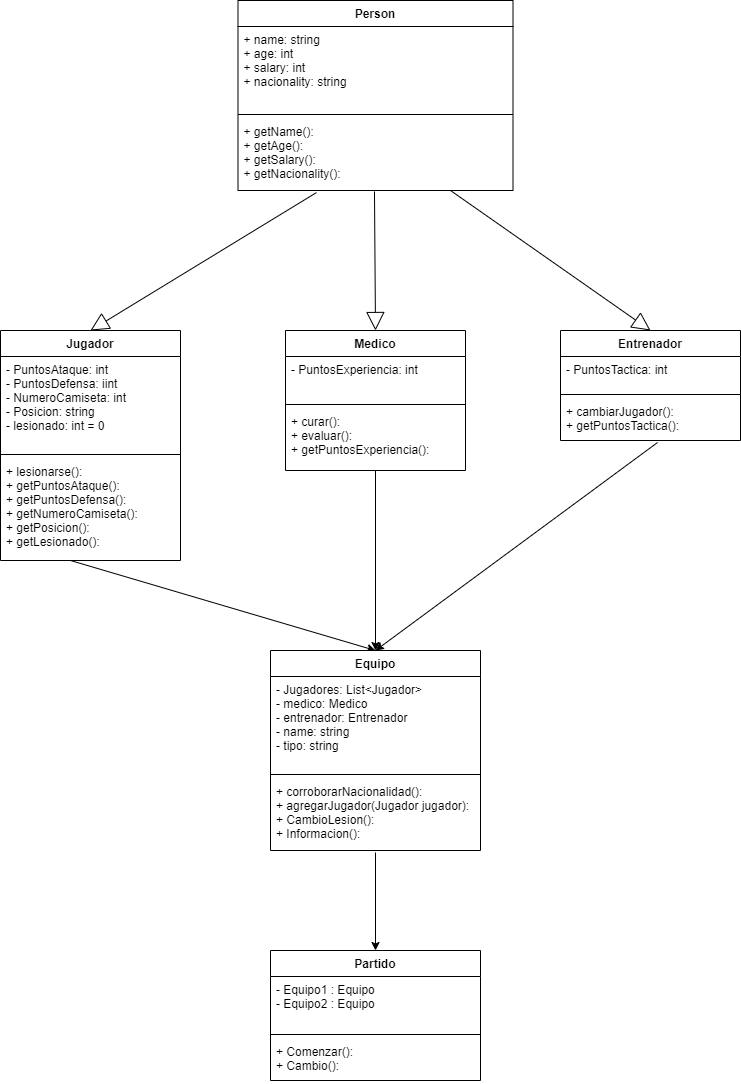 Person
+ name: string
+ age: int
+ salary: int
+ nacionality: string
+ getName():
+ getAge():
+ getSalary():
+ getNacionality():
Jugador
- PuntosAtaque: int
- PuntosDefensa: iint
- NumeroCamiseta: int
- Posicion: string
- lesionado: int = 0
+ lesionarse():
+ getPuntosAtaque():
+ getPuntosDefensa():
+ getNumeroCamiseta():
+ getPosicion():
+ getLesionado():
Medico
- PuntosExperiencia: int
+ curar():
+ evaluar():
+ getPuntosExperiencia():
Entrenador
- PuntosTactica: int
+ cambiarJugador():
+ getPuntosTactica():
Equipo
- Jugadores: List<Jugador>
- medico: Medico
- entrenador: Entrenador
- name: string
- tipo: string
+ corroborarNacionalidad():
+ agregarJugador(Jugador jugador):
+ CambioLesion():
+ Informacion():
Partido
- Equipo1 : Equipo
- Equipo2 : Equipo
+ Comenzar():
+ Cambio():